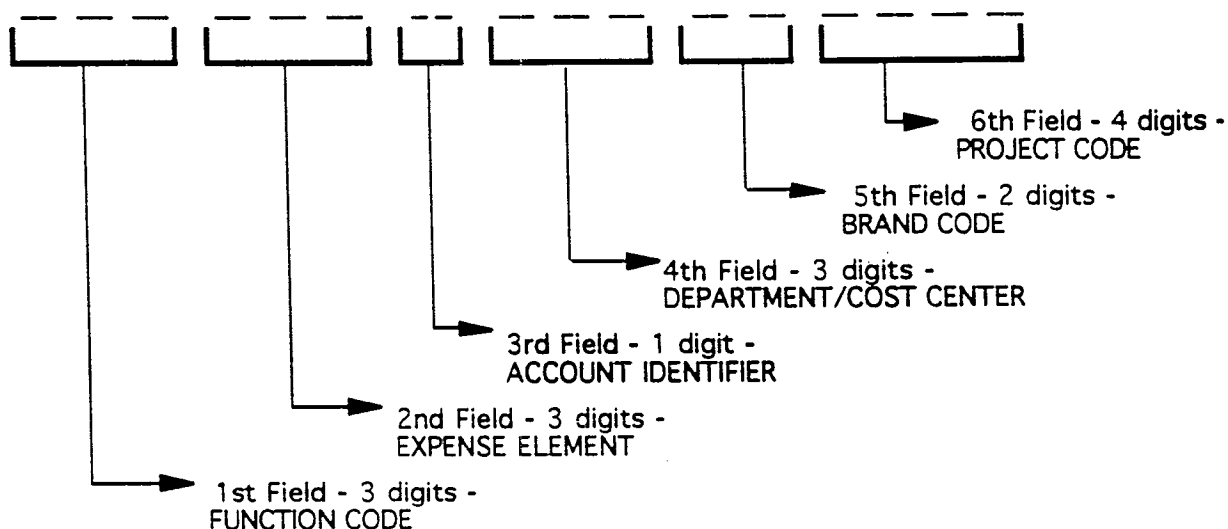 6th Field - 4 digits -
PROJECT CODE
5th Field - 2 digits -
BRAND CODE
4th Field - 3 digits -
DEPARTMENT/COST CENTER
3rd Field - 1 digit -
ACCOUNT IDENTIFIER
2nd Field - 3 digits -
EXPENSE ELEMENT
1st Field - 3 digits -
FUNCTION CODE